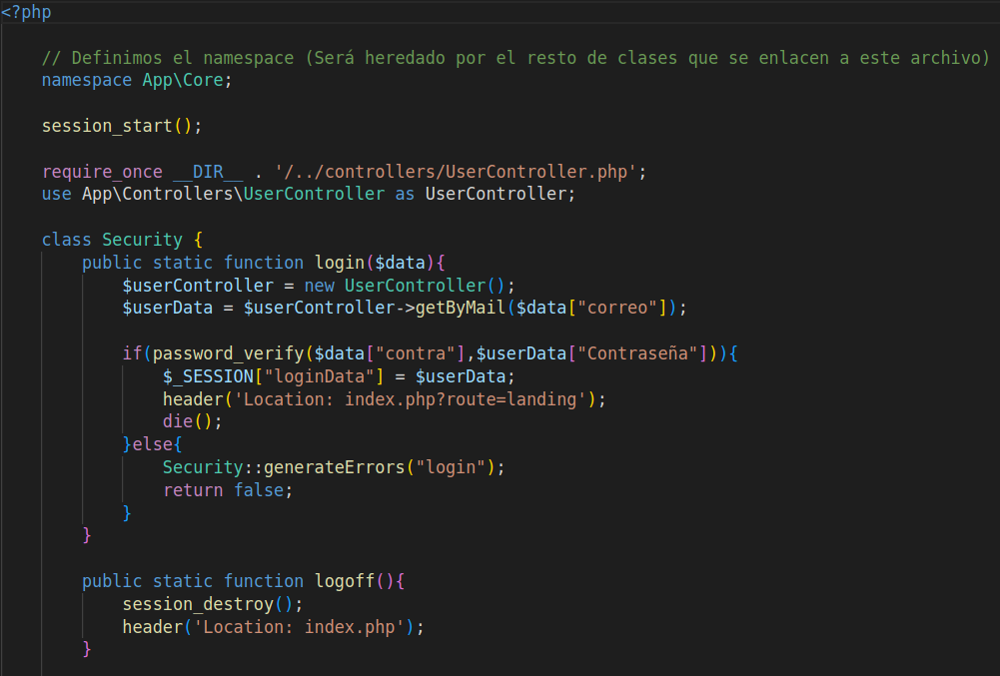 <?php
// Definimos el namespace (Será heredado por el resto de clases que se enlacen a este archivo)
namespace App\Core;
session_start();
require_once __DIR__ . '/../controllers/UserController.php';
use App\Controllers\UserController as UserController;
class Security {
public static function login($data){
$userController = new UserController();
$userData = $userController->getByMail($data["correo"]);
if(password_verify($data["contra"],$userData["Contraseña"])){
$_SESSION["loginData"] = $userData;
header('Location: index.php?route=landing');
die();
}else{
Security::generateErrors("login");
return false;
}
}
public static function logoff(){
session_destroy();
header('Location: index.php');
}